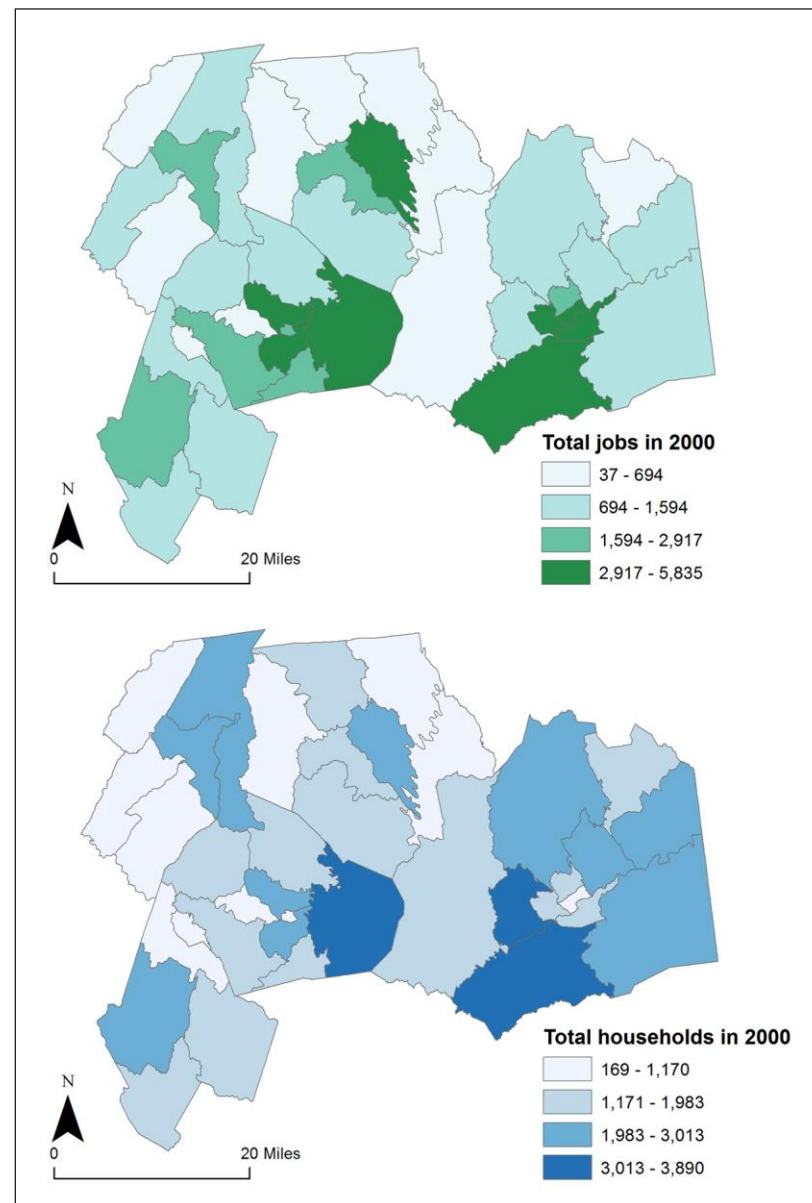 Total jobs in 2000
37 - 694
694 - 1,594
1,594 - 2,917
2,917 - 5,835
N
0 20 Miles
Total households in 2000
169 - 1,170
1,171 - 1,983
1,983 - 3,013
3,013 - 3,890
N
0 20 Miles